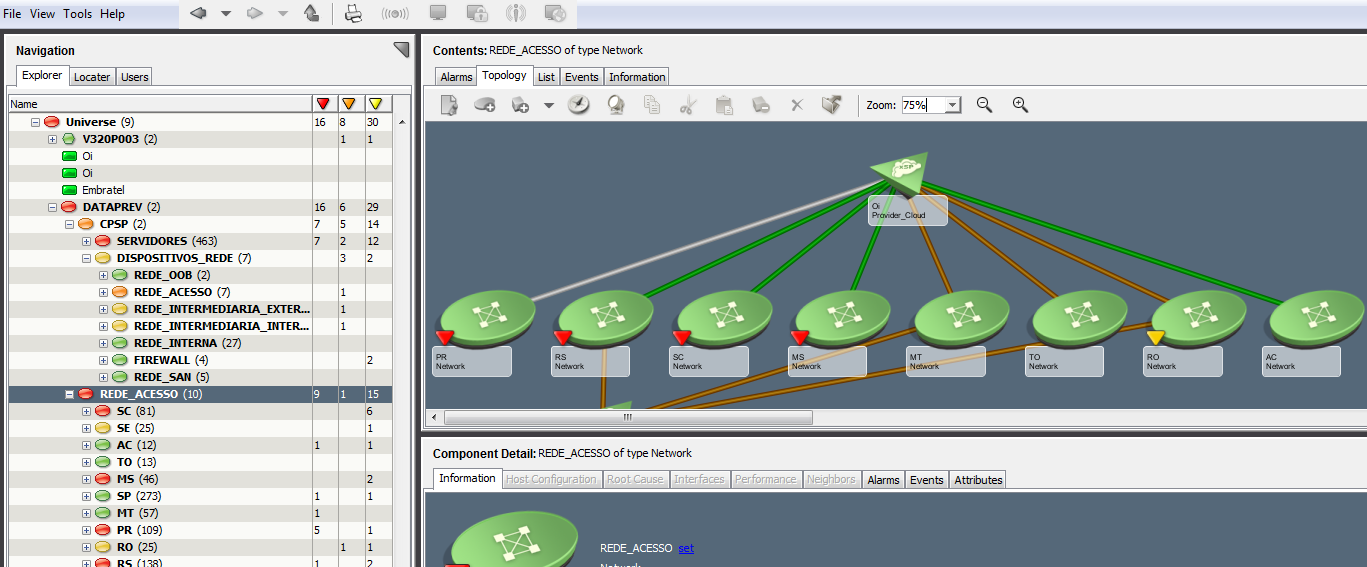 File View Tools Help
Navigation
Explorer Locater Users
Name
Universe (9) 16 8 30
V320P003 (2) 1 1
Oi
Oi
Embratel
DATAPREV (2) 16 6 29
CPSP (2) 7 5 14
SERVIDORES (463) 7 2 12
DISPOSITIVOS_REDE (7) 3 2
REDE_OOB (2)
REDE_ACESSO (7) 1
REDE_INTERMEDIARIA_EXTER... 1
REDE_INTERMEDIARIA_INTER... 1
REDE_INTERNA (27)
FIREWALL (4) 2
REDE_SAN (5)
REDE_ACESSO (10) 9 1 15
SC (81) 6
SE (25) 1
AC (12) 1 1
TO (13)
MS (46) 2
SP (273) 1 1
MT (57) 1
PR (109) 5 1
RO (25) 1 1
RS (138) 1 2
Contents: REDE_ACESSO of type Network
Alarms Topology List Events Information
Zoom: 75%
XSP
Oi
Provider_Cloud
PR
Network
RS
Network
SC
Network
MS
Network
MT
Network
TO
Network
RO
Network
AC
Network
Component Detail: REDE_ACESSO of type Network
Information Host Configuration Root Cause Interfaces Performance Neighbors Alarms Events Attributes
REDE_ACESSO set
Network